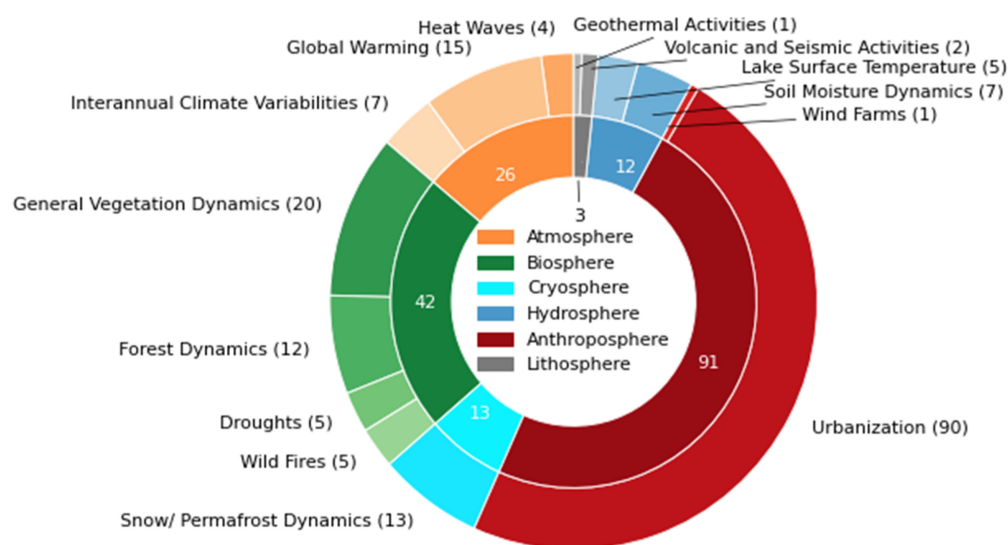 Heat Waves (4)
Geothermal Activities (1)
Global Warming (15)
Volcanic and Seismic Activities (2)
Lake Surface Temperature (5)
Interannual Climate Variabilities (7)
Soil Moisture Dynamics (7)
Wind Farms (1)
26
12
General Vegetation Dynamics (20)
3
Atmosphere
Biosphere
Cryosphere
42
Hydrosphere
Anthroposphere
Forest Dynamics (12)
Lithosphere
91
13
Droughts (5)
Urbanization (90)
Wild Fires (5)
Snow/ Permafrost Dynamics (13)